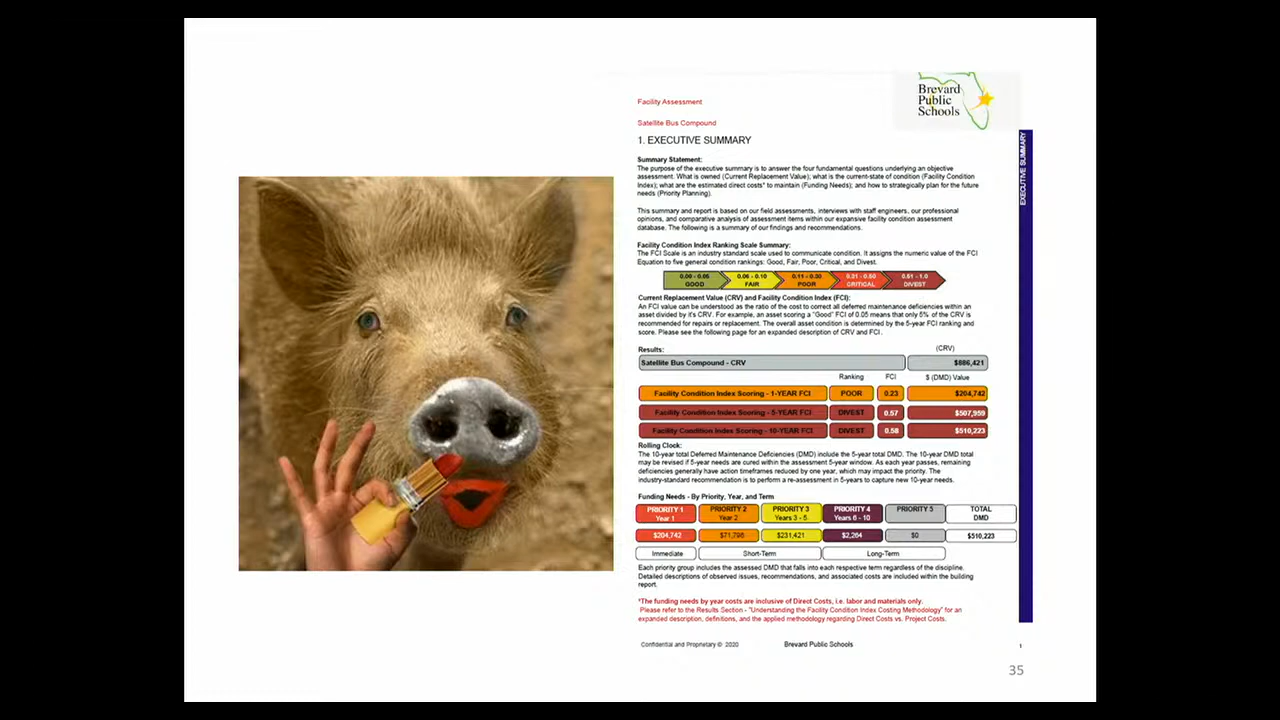 Brevard
Public
Schools
Facility Assessment
Satellite Bus Compound
1. EXECUTIVE SUMMARY
EXECUTIVE SUMMARY
Summary Statement:
The purpose of the executive summary is to answer the four fundamental questions underlying an objective
assessment. What is owned (Current Replacement Value); what is the current-state of condition (Facility Condition
Index); what are the estimated direct costs* to maintain (Funding Needs); and how to strategically plan for the future
needs (Priority Planning).
This summary and report is based on our field assessments, interviews with staff engineers, our professional
opinions, and comparative analysis of assessment items within our expansive facility condition assessment
database. The following is a summary of our findings and recommendations.
Facility Condition Index Ranking Scale Summary:
The FCI Scale is an industry standard scale used to communicate condition. It assigns the numeric value of the FCI
Equation to five general condition rankings: Good, Fair, Poor, Critical, and Divest.
0.00 - 0.05 0.06 - 0.10 0.11 - 0.30 0.31 - 0.50 0.51 - 1.0
GOOD FAIR POOR CRITICAL DIVEST
Current Replacement Value (CRV) and Facility Condition Index (FCI):
An FCI value can be understood as the ratio of the cost to correct all deferred maintenance deficiencies within an
asset divided by it's CRV. For example, an asset scoring a "Good" FCI of 0.05 means that only 5% of the CRV is
recommended for repairs or replacement. The overall asset condition is determined by the 5-year FCI ranking and
score. Please see the following page for an expanded description of CRV and FCI.
Results: (CRV)
Satellite Bus Compound - CRV $886,421
Ranking FCI $ (DMD) Value
Facility Condition Index Scoring - 1-YEAR FCI POOR 0.23 $204,742
Facility Condition Index Scoring - 5-YEAR FCI DIVEST 0.57 $507,959
Facility Condition Index Scoring - 10-YEAR FCI DIVEST 0.58 $510,223
Rolling Clock:
The 10-year total Deferred Maintenance Deficiencies (DMD) include the 5-year total DMD. The 10-year DMD total
may be revised if 5-year needs are cured within the assessment 5-year window. As each year passes, remaining
deficiencies generally have action timeframes reduced by one year, which may impact the priority. The
industry-standard recommendation is to perform a re-assessment in 5-years to capture new 10-year needs.
Funding Needs - By Priority, Year, and Term
PRIORITY 1 PRIORITY 2 PRIORITY 3 PRIORITY 4 PRIORITY 5 TOTAL
Year 1 Year 2 Years 3 - 5 Years 6 - 10 DMD
$204,742 $71,796 $231,421 $2,264 $0 $510,223
Immediate Short-Term Long-Term
Each priority group includes the assessed DMD that falls into each respective term regardless of the discipline.
Detailed descriptions of observed issues, recommendations, and associated costs are included within the building
report.
*The funding needs by year costs are inclusive of Direct Costs, i.e. labor and materials only.
Please refer to the Results Section - "Understanding the Facility Condition Index Costing Methodology" for an
expanded description, definitions, and the applied methodology regarding Direct Costs vs. Project Costs.
Confidential and Proprietary © 2020 Brevard Public Schools 1
35